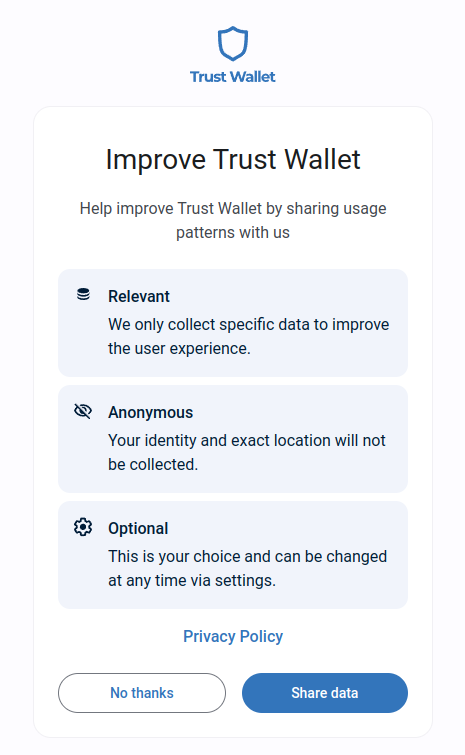 Trust Wallet
Improve Trust Wallet
Help improve Trust Wallet by sharing usage
patterns with us
Relevant
We only collect specific data to improve
the user experience.
Anonymous
Your identity and exact location will not
be collected.
Optional
This is your choice and can be changed
at any time via settings.
Privacy Policy
No thanks
Share data